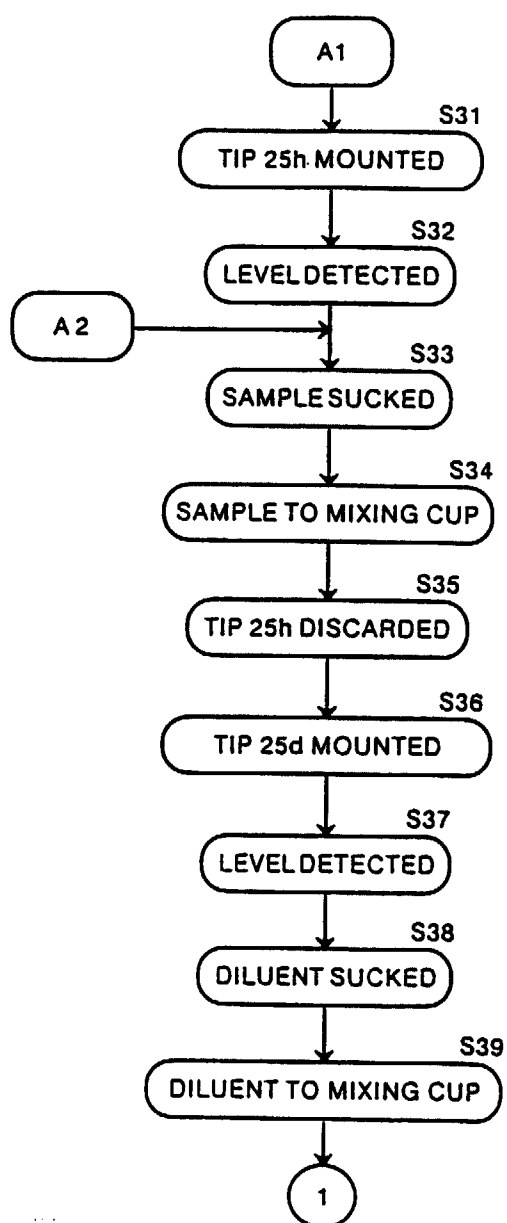 A1
S31
TIP 25h MOUNTED
S32
LEVEL DETECTED
A 2
S33
SAMPLE SUCKED
S34
SAMPLE TO MIXING CUP
S35
TIP 25h DISCARDED
S36
TIP 25d MOUNTED
S37
LEVEL DETECTED
S38
DILUENT SUCKED
S39
DILUENT TO MIXING CUP
1